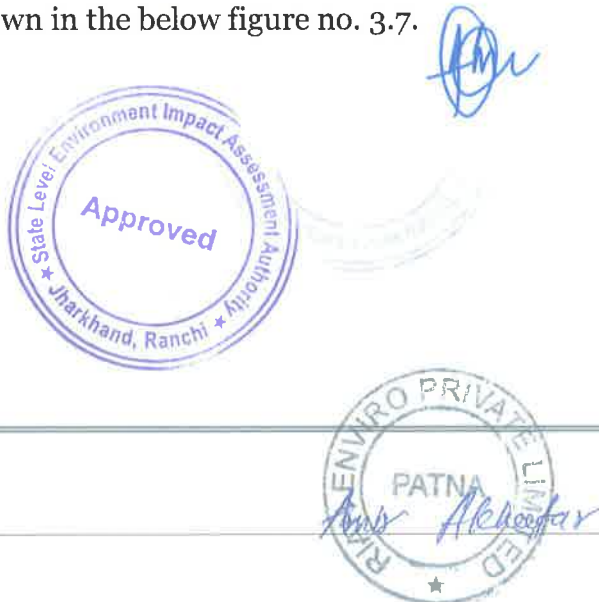 wn in the below figure no. 3.7.
★ State Level Environment Impact Assessment Authority ★
Jharkhand, Ranchi
Approved
RIA ENVIRO PRIVATE LIMITED
PATNA
★